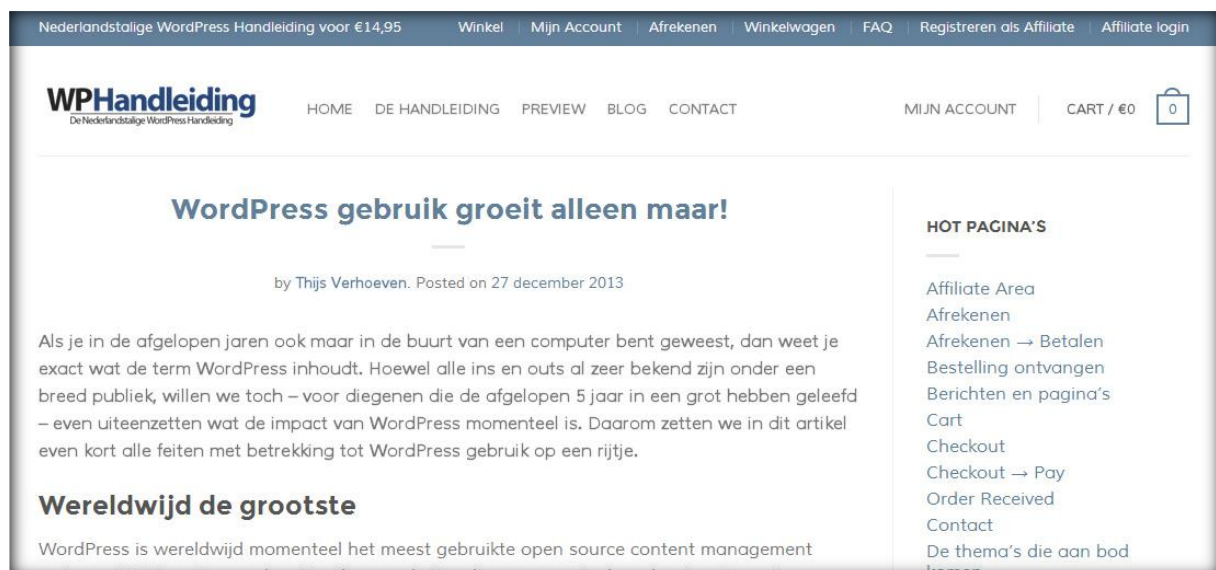 Nederlandstalige WordPress Handleiding voor €14,95
Winkel
Mijn Account
Afrekenen
Winkelwagen
FAQ
Registreren als Affiliate
Affiliate login
WPHandleiding
De Nederlandstalige WordPress Handleiding
HOME
DE HANDLEIDING
PREVIEW
BLOG
CONTACT
MIJN ACCOUNT
CART / €0
0
WordPress gebruik groeit alleen maar!
by Thijs Verhoeven. Posted on 27 december 2013
Als je in de afgelopen jaren ook maar in de buurt van een computer bent geweest, dan weet je
exact wat de term WordPress inhoudt. Hoewel alle ins en outs al zeer bekend zijn onder een
breed publiek, willen we toch – voor diegenen die de afgelopen 5 jaar in een grot hebben geleefd
– even uiteenzetten wat de impact van WordPress momenteel is. Daarom zetten we in dit artikel
even kort alle feiten met betrekking tot WordPress gebruik op een rijtje.
Wereldwijd de grootste
WordPress is wereldwijd momenteel het meest gebruikte open source content management
HOT PAGINA'S
Affiliate Area
Afrekenen
Afrekenen → Betalen
Bestelling ontvangen
Berichten en pagina's
Cart
Checkout
Checkout → Pay
Order Received
Contact
De thema's die aan bod